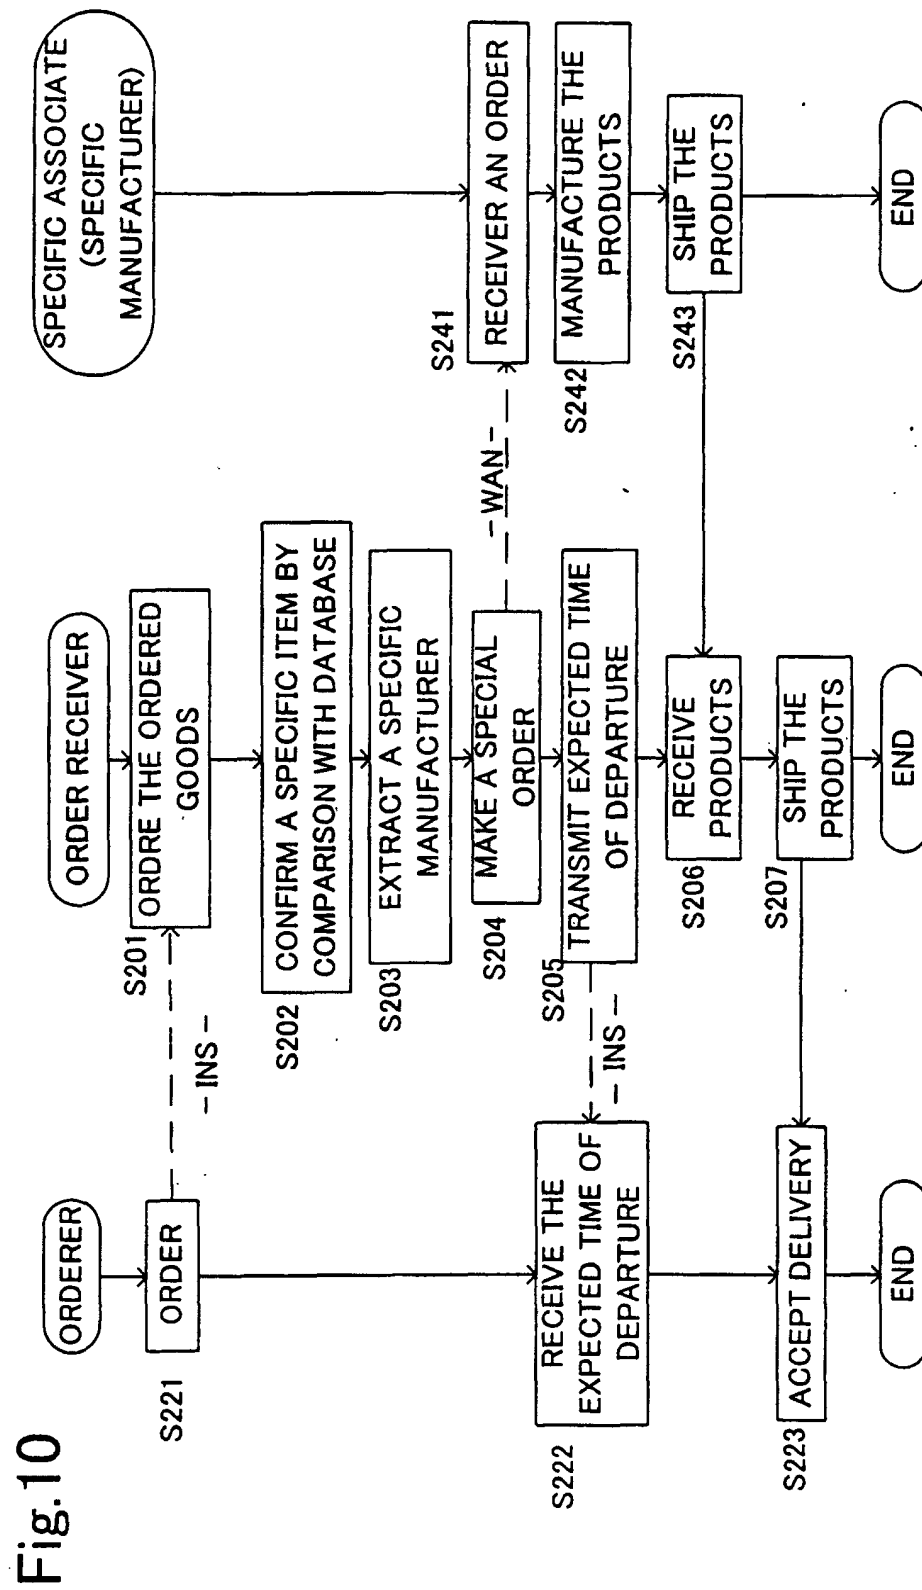 Fig.10
ORDERER
S221
ORDER
S222
RECEIVE THE
EXPECTED TIME OF
DEPARTURE
S223
ACCEPT DELIVERY
END
– INS –
– INS –
ORDER RECEIVER
S201
ORDRE THE ORDERED
GOODS
S202
CONFIRM A SPECIFIC ITEM BY
COMPARISON WITH DATABASE
S203
EXTRACT A SPECIFIC
MANUFACTURER
S204
MAKE A SPECIAL
ORDER
S205
TRANSMIT EXPECTED TIME
OF DEPARTURE
S206
RECEIVE
PRODUCTS
S207
SHIP THE
PRODUCTS
END
– WAN –
SPECIFIC ASSOCIATE
(SPECIFIC
MANUFACTURER)
S241
RECEIVER AN ORDER
S242
MANUFACTURE THE
PRODUCTS
S243
SHIP THE
PRODUCTS
END